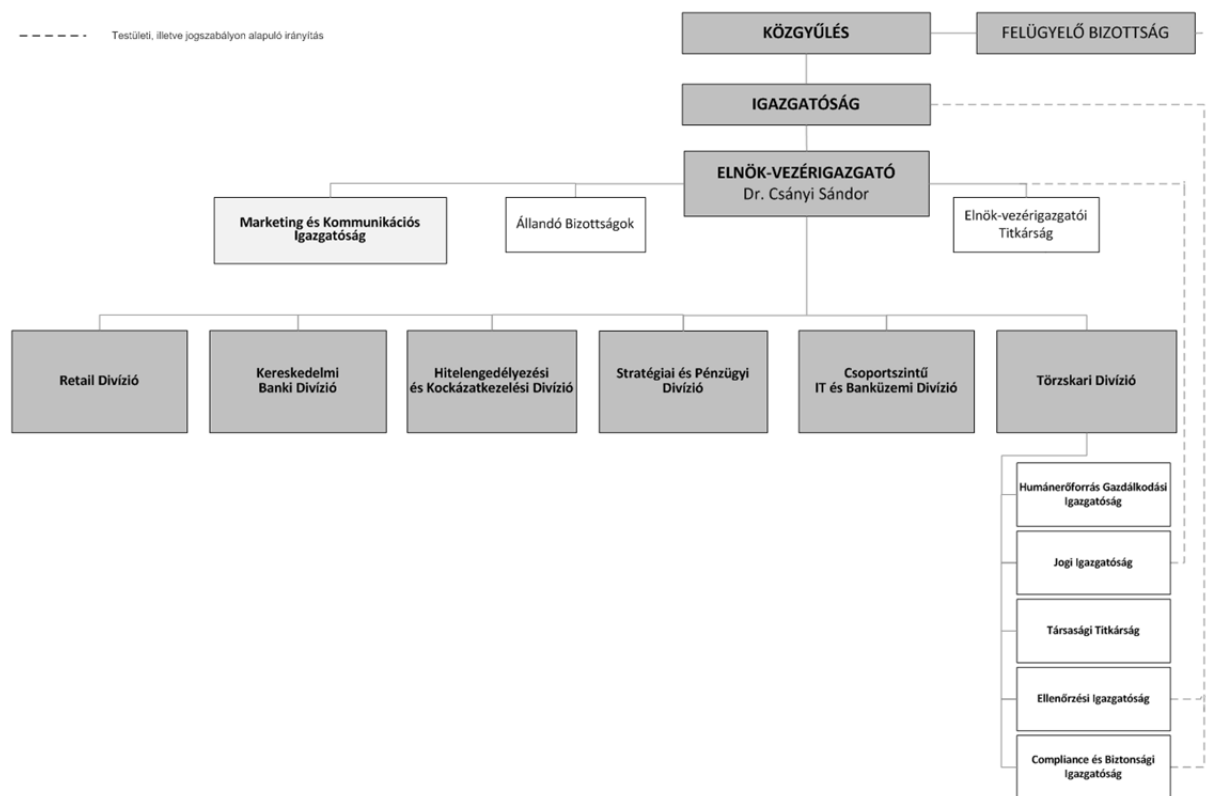 Testületi, illetve jogszabályon alapuló irányítás
KÖZGYŰLÉS
FELÜGYELŐ BIZOTTSÁG
IGAZGATÓSÁG
ELNÖK-VEZÉRIGAZGATÓ
Dr. Csányi Sándor
Marketing és Kommunikációs
Igazgatóság
Állandó Bizottságok
Elnök-vezérigazgatói
Titkárság
Retail Divízió
Kereskedelmi
Banki Divízió
Hitelengedélyezési
és Kockázatkezelési Divízió
Stratégiai és Pénzügyi
Divízió
Csoportszintű
IT és Banküzemi Divízió
Törzskari Divízió
Humánerőforrás Gazdálkodási
Igazgatóság
Jogi Igazgatóság
Társasági Titkárság
Ellenőrzési Igazgatóság
Compliance és Biztonsági
Igazgatóság